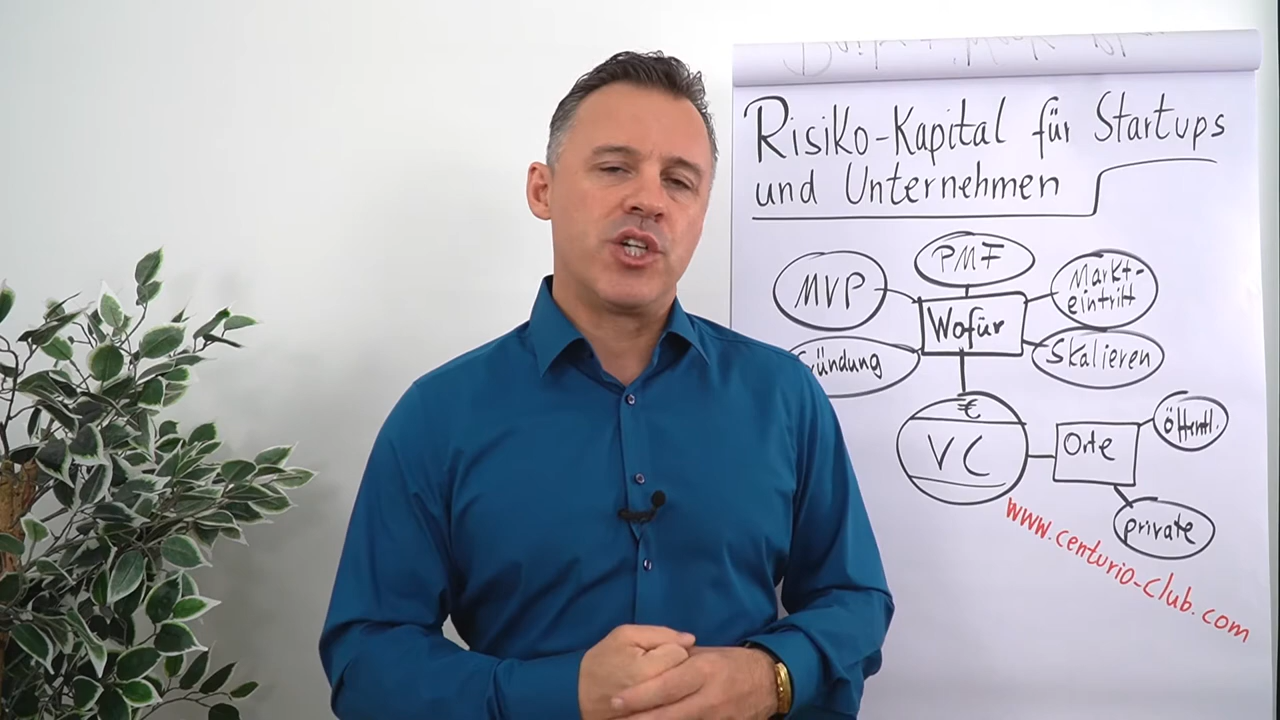 Risiko-Kapital für Startups
und Unternehmen
PMF
MVP
Markt-
eintritt
Wofür
Skalieren
€
VC
Orte
öffentl.
private
www.centurio-club.com